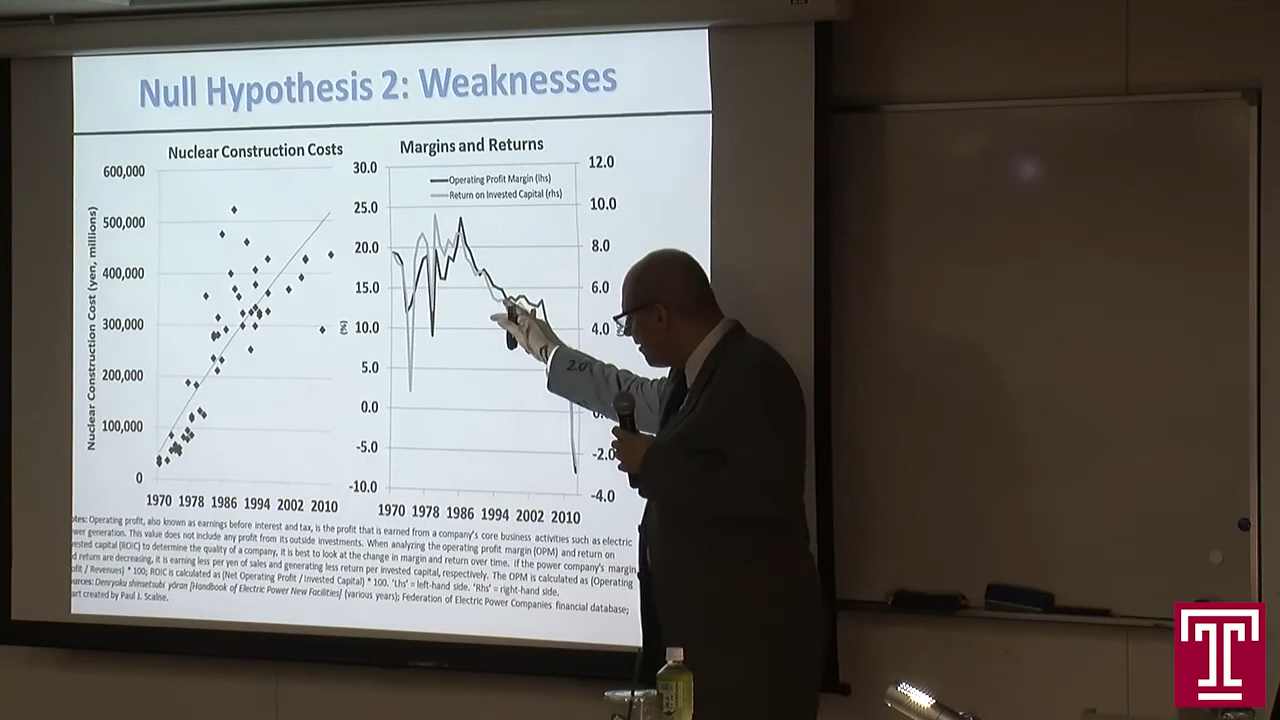 Null Hypothesis 2: Weaknesses
Nuclear Construction Costs
Nuclear Construction Cost (yen, millions)
600,000
500,000
400,000
300,000
200,000
100,000
0
1970 1978 1986 1994 2002 2010
Margins and Returns
Operating Profit Margin (lhs)
Return on Invested Capital (rhs)
(%)
30.0
25.0
20.0
15.0
10.0
5.0
0.0
-5.0
-10.0
12.0
10.0
8.0
6.0
4.0
2.0
-2.0
-4.0
1970 1978 1986 1994 2002 2010
Operating profit, also known as earnings before interest and tax, is the profit that is earned from a company's core business activities such as electric
generation. This value does not include any profit from its outside investments. When analyzing the operating profit margin (OPM) and return on
capital (ROIC) to determine the quality of a company, it is best to look at the change in margin and return over time. If the power company's margin
return are decreasing, it is earning less per yen of sales and generating less return per invested capital, respectively. The OPM is calculated as (Operating
/ Revenues) * 100; ROIC is calculated as (Net Operating Profit / Invested Capital) * 100. 'Lhs' = left-hand side. 'Rhs' = right-hand side.
Denryoku shinsetsubi yōran [Handbook of Electric Power New Facilities] (various years); Federation of Electric Power Companies financial database;
created by Paul J. Scalise.
T